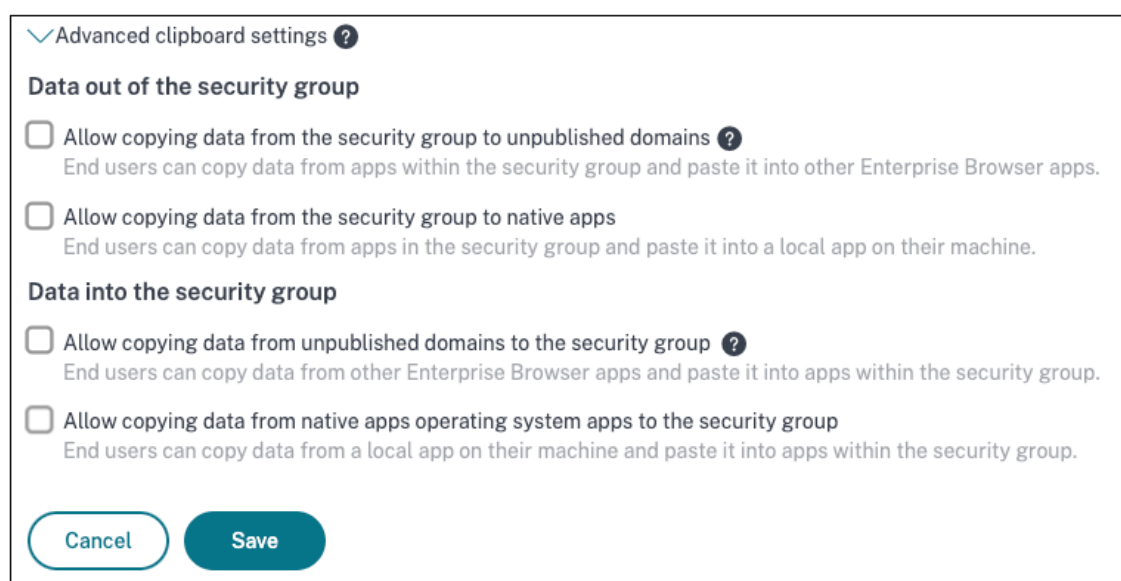 Advanced clipboard settings ?
Data out of the security group
Allow copying data from the security group to unpublished domains ?
End users can copy data from apps within the security group and paste it into other Enterprise Browser apps.
Allow copying data from the security group to native apps
End users can copy data from apps in the security group and paste it into a local app on their machine.
Data into the security group
Allow copying data from unpublished domains to the security group ?
End users can copy data from other Enterprise Browser apps and paste it into apps within the security group.
Allow copying data from native apps operating system apps to the security group
End users can copy data from a local app on their machine and paste it into apps within the security group.
Cancel Save